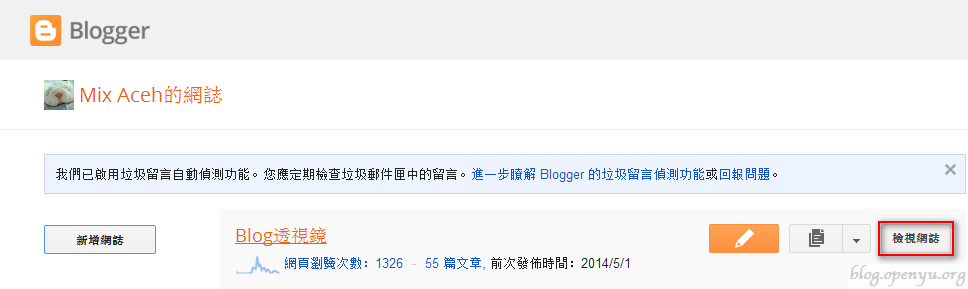 Blogger
Mix Aceh的網誌
我們已啟用垃圾留言自動偵測功能。您應定期檢查垃圾郵件匣中的留言。進一步瞭解 Blogger 的垃圾留言偵測功能或回報問題。
新增網誌
Blog透視鏡
檢視網誌
網頁瀏覽次數：1326 - 55 篇文章, 前次發佈時間：2014/5/1
blog.openyu.org